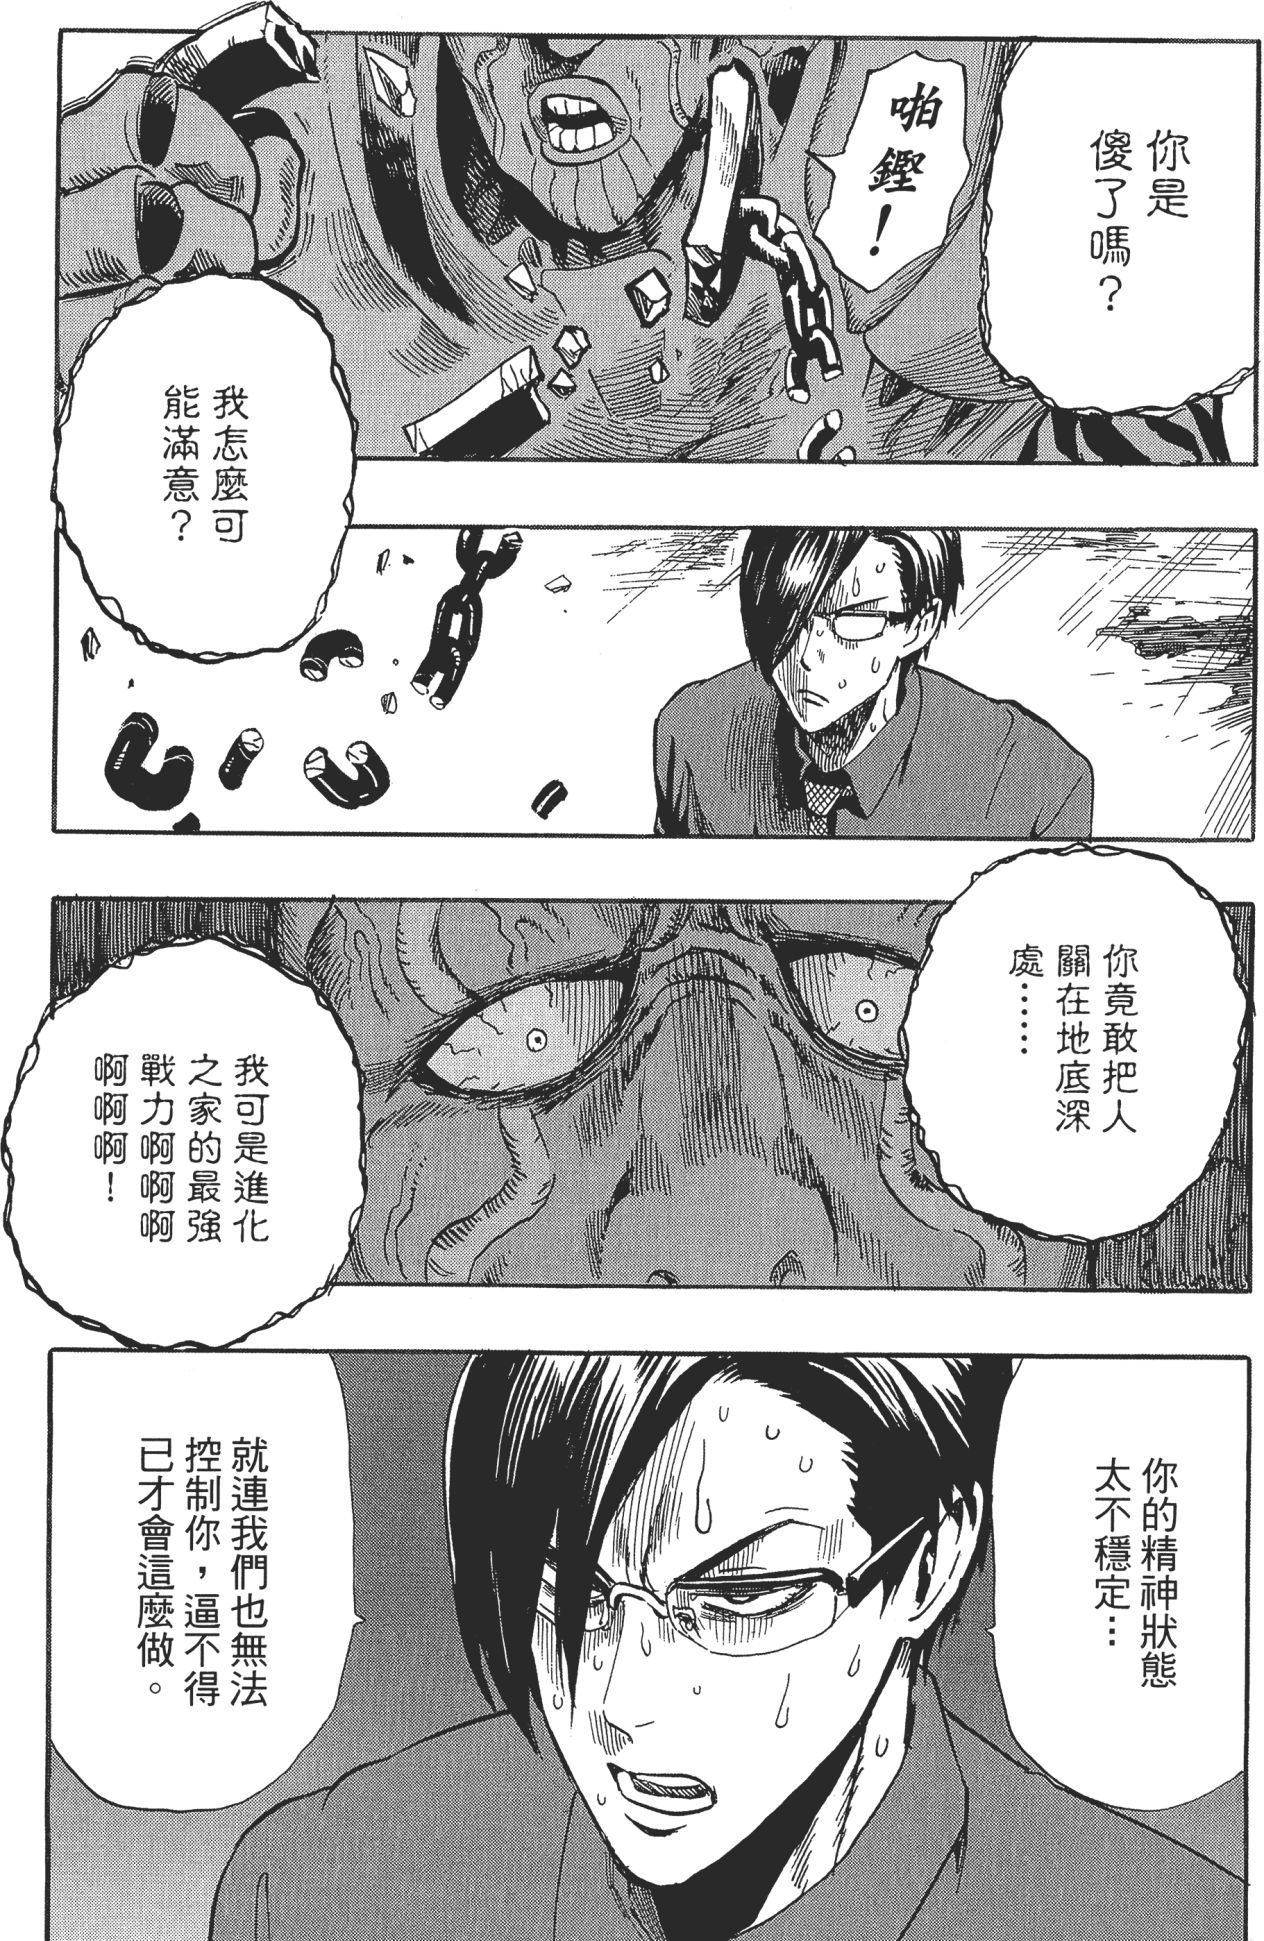 你是
傻了嗎？
啪鏗！
我怎麼可
能滿意？
你竟敢把人
關在地底深
處……
我可是進化
之家的最強
戰力啊啊啊
啊啊啊！
你的精神狀態
太不穩定…
就連我們也無法
控制你，逼不得
已才會這麼做。